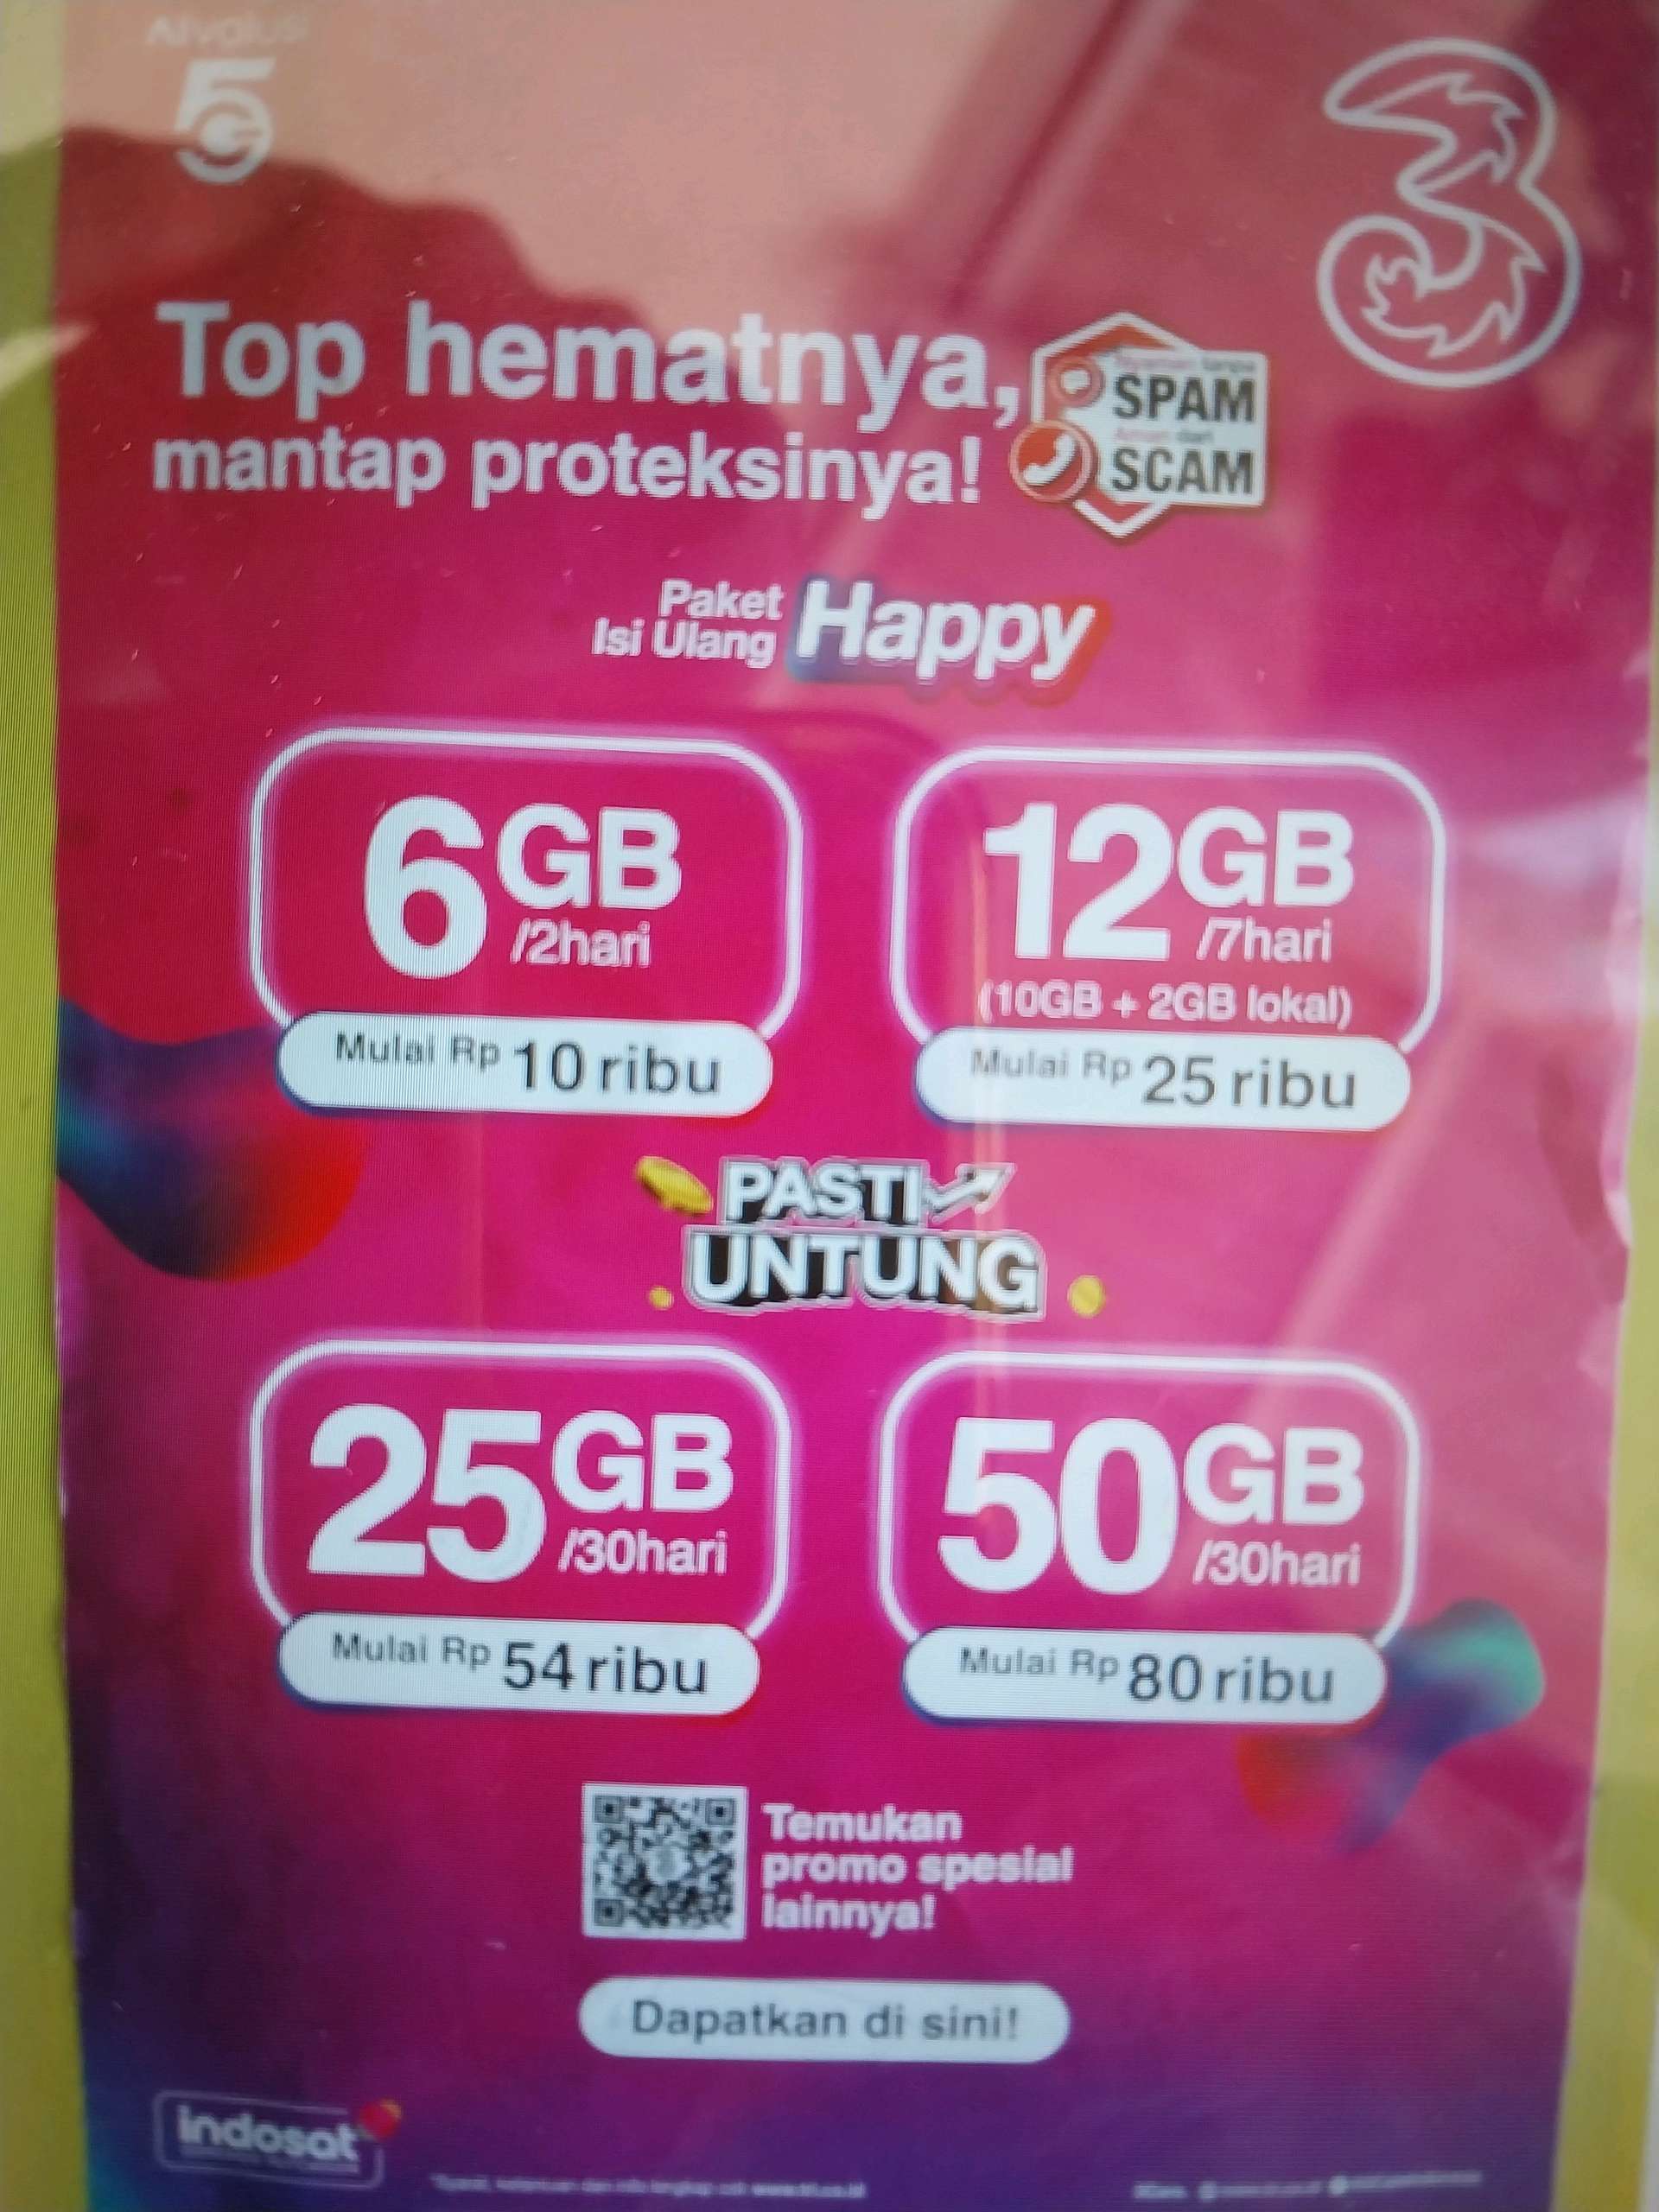 AIvolusi
5G
3
Top hematnya,
mantap proteksinya!
SPAM
SCAM
Paket
Isi Ulang
Happy
6GB
/2hari
Mulai Rp 10 ribu
12GB
/7hari
(10GB + 2GB lokal)
Mulai Rp 25 ribu
PASTI
UNTUNG
25GB
/30hari
Mulai Rp 54 ribu
50GB
/30hari
Mulai Rp 80 ribu
Temukan
promo spesial
lainnya!
Dapatkan di sini!
indosat